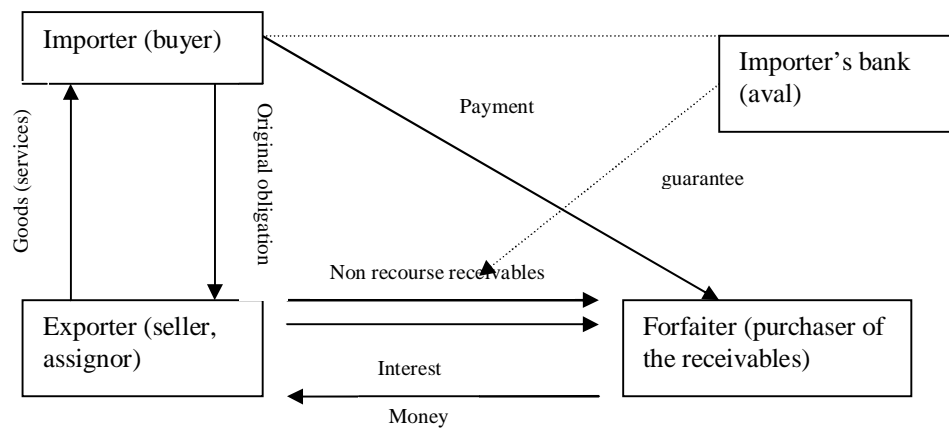 Importer (buyer)
Importer’s bank
(aval)
Payment
Goods (services)
Original obligation
guarantee
Non recourse receivables
Exporter (seller,
assignor)
Forfaiter (purchaser of
the receivables)
Interest
Money